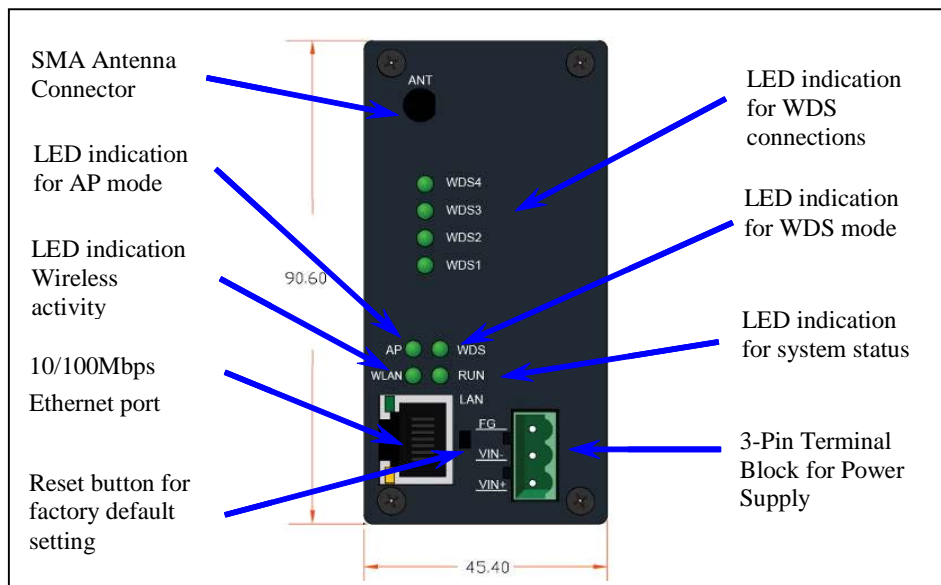 SMA Antenna
Connector
LED indication
for AP mode
LED indication
Wireless
activity
10/100Mbps
Ethernet port
Reset button for
factory default
setting
90.60
ANT
WDS4
WDS3
WDS2
WDS1
AP
WDS
WLAN
RUN
LAN
FG
VIN-
VIN+
45.40
LED indication
for WDS
connections
LED indication
for WDS mode
LED indication
for system status
3-Pin Terminal
Block for Power
Supply